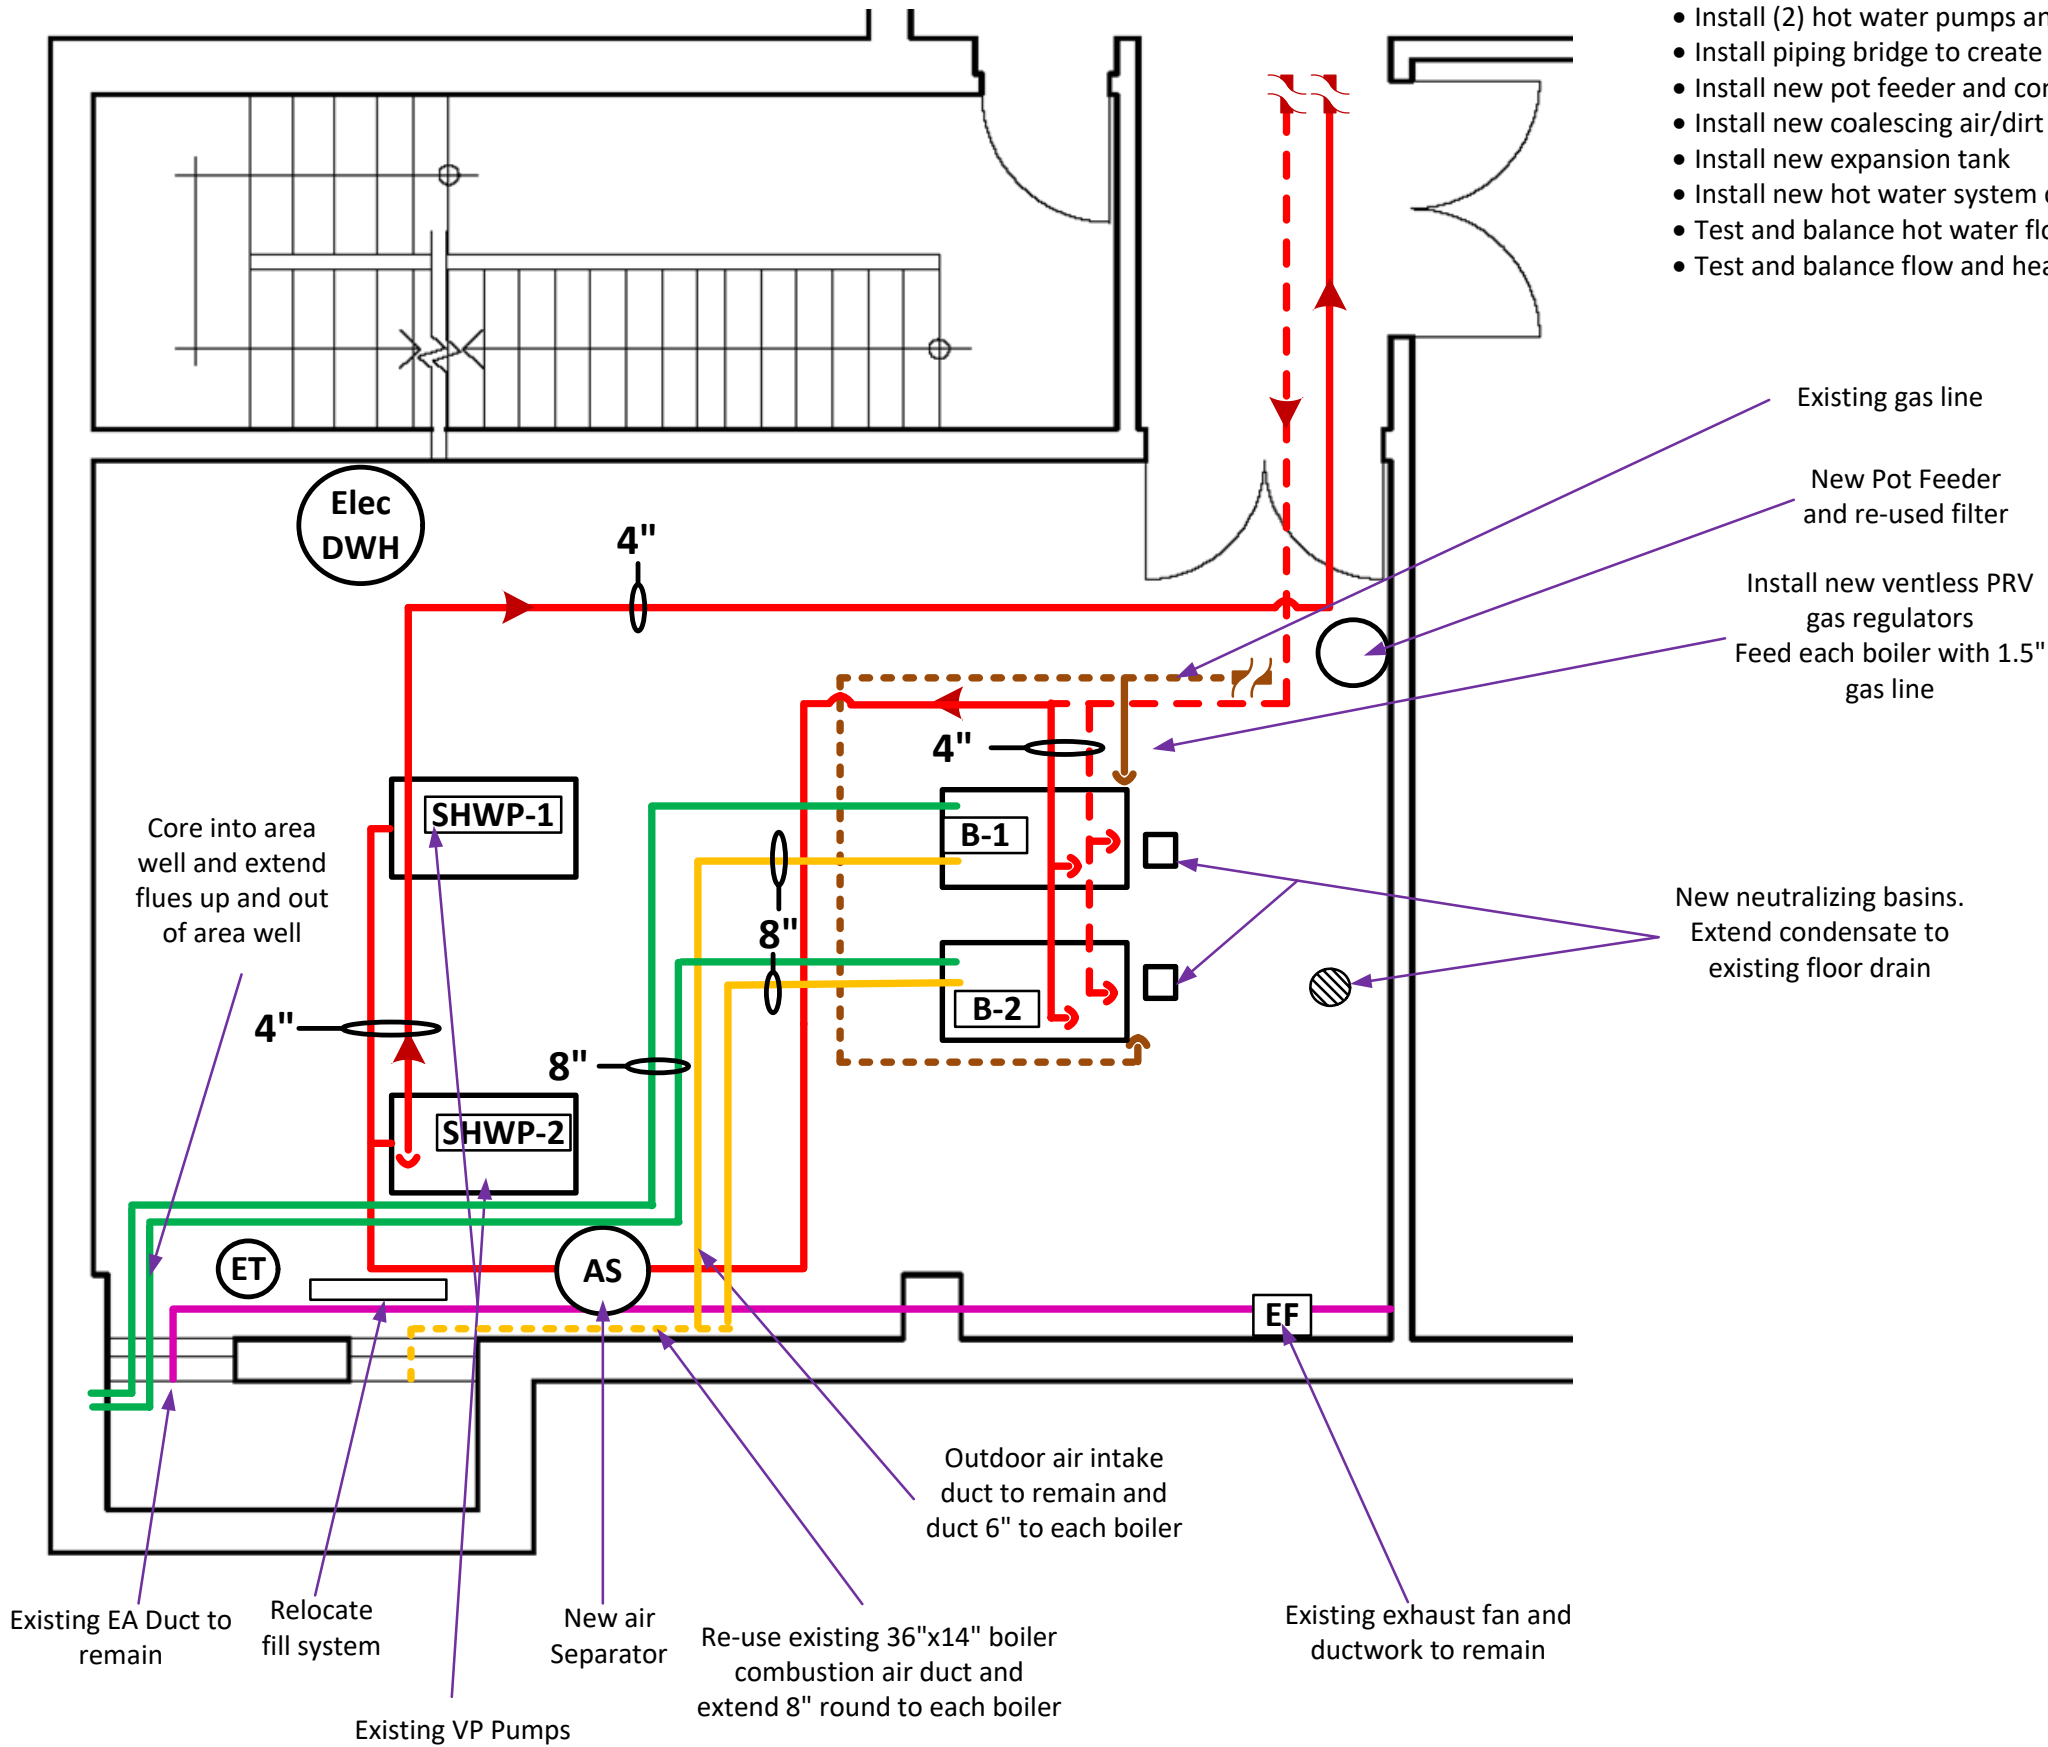 • Install (2) hot water pumps
• Install piping bridge to create
• Install new pot feeder and
• Install new coalescing air/dirt
• Install new expansion tank
• Install new hot water system
• Test and balance hot water
• Test and balance flow and
Existing gas line
New Pot Feeder
and re-used filter
Install new ventless PRV
gas regulators
Feed each boiler with 1.5"
gas line
Elec
DWH
4"
4"
SHWP-1
B-1
Core into area
well and extend
flues up and out
of area well
8"
New neutralizing basins.
Extend condensate to
existing floor drain
B-2
4"
8"
SHWP-2
ET
AS
EF
Outdoor air intake
duct to remain and
duct 6" to each boiler
Existing EA Duct to
remain
Relocate
fill system
New air
Separator
Re-use existing 36"x14" boiler
combustion air duct and
extend 8" round to each boiler
Existing exhaust fan and
ductwork to remain
Existing VP Pumps